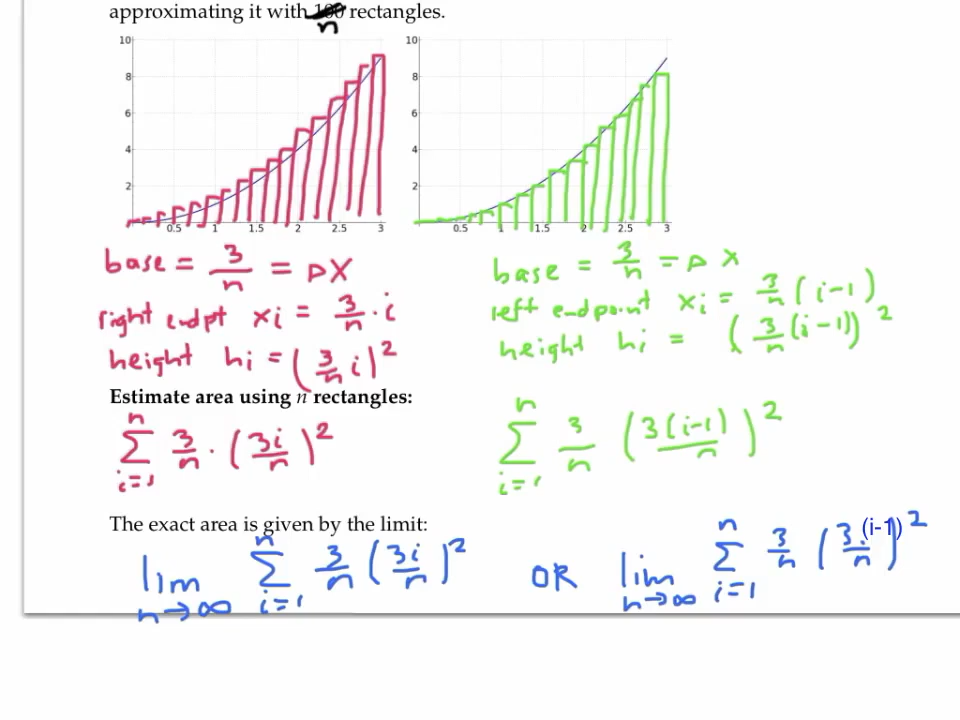 approximating it with 100 rectangles.
n
10 8 6 4 2
0.5 1 1.5 2 2.5 3
10 8 6 4 2
0.5 1 1.5 2 2.5 3
base = 3/n = ΔX
right endpt xi = 3/n · i
height hi = (3/n i)²
base = 3/n = Δ X
left endpoint xi = 3/n (i-1)
height hi = (3/n (i-1))²
Estimate area using n rectangles:
n Σ i=1 3/n · (3i/n)²
n Σ i=1 3/n (3(i-1)/n)²
The exact area is given by the limit:
lim n→∞ n Σ i=1 3/n (3i/n)² OR lim n→∞ n Σ i=1 3/n (3i/n)² (i-1)